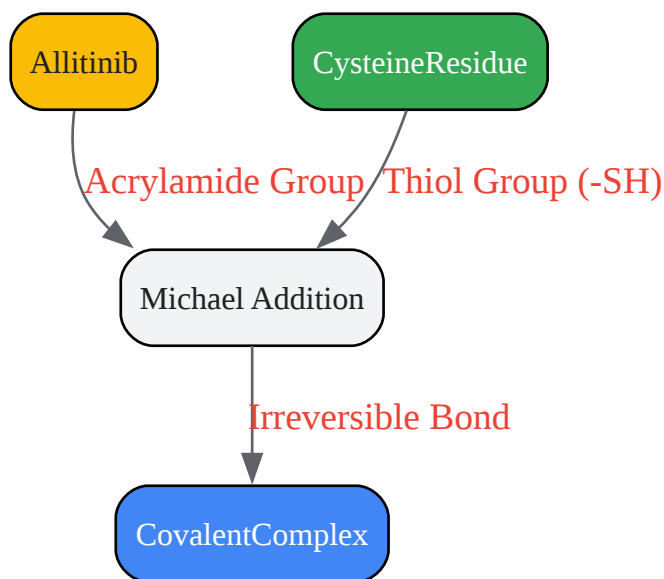 Allitinib
CysteineResidue
Acrylamide Group
Thiol Group (-SH)
Michael Addition
Irreversible Bond
CovalentComplex